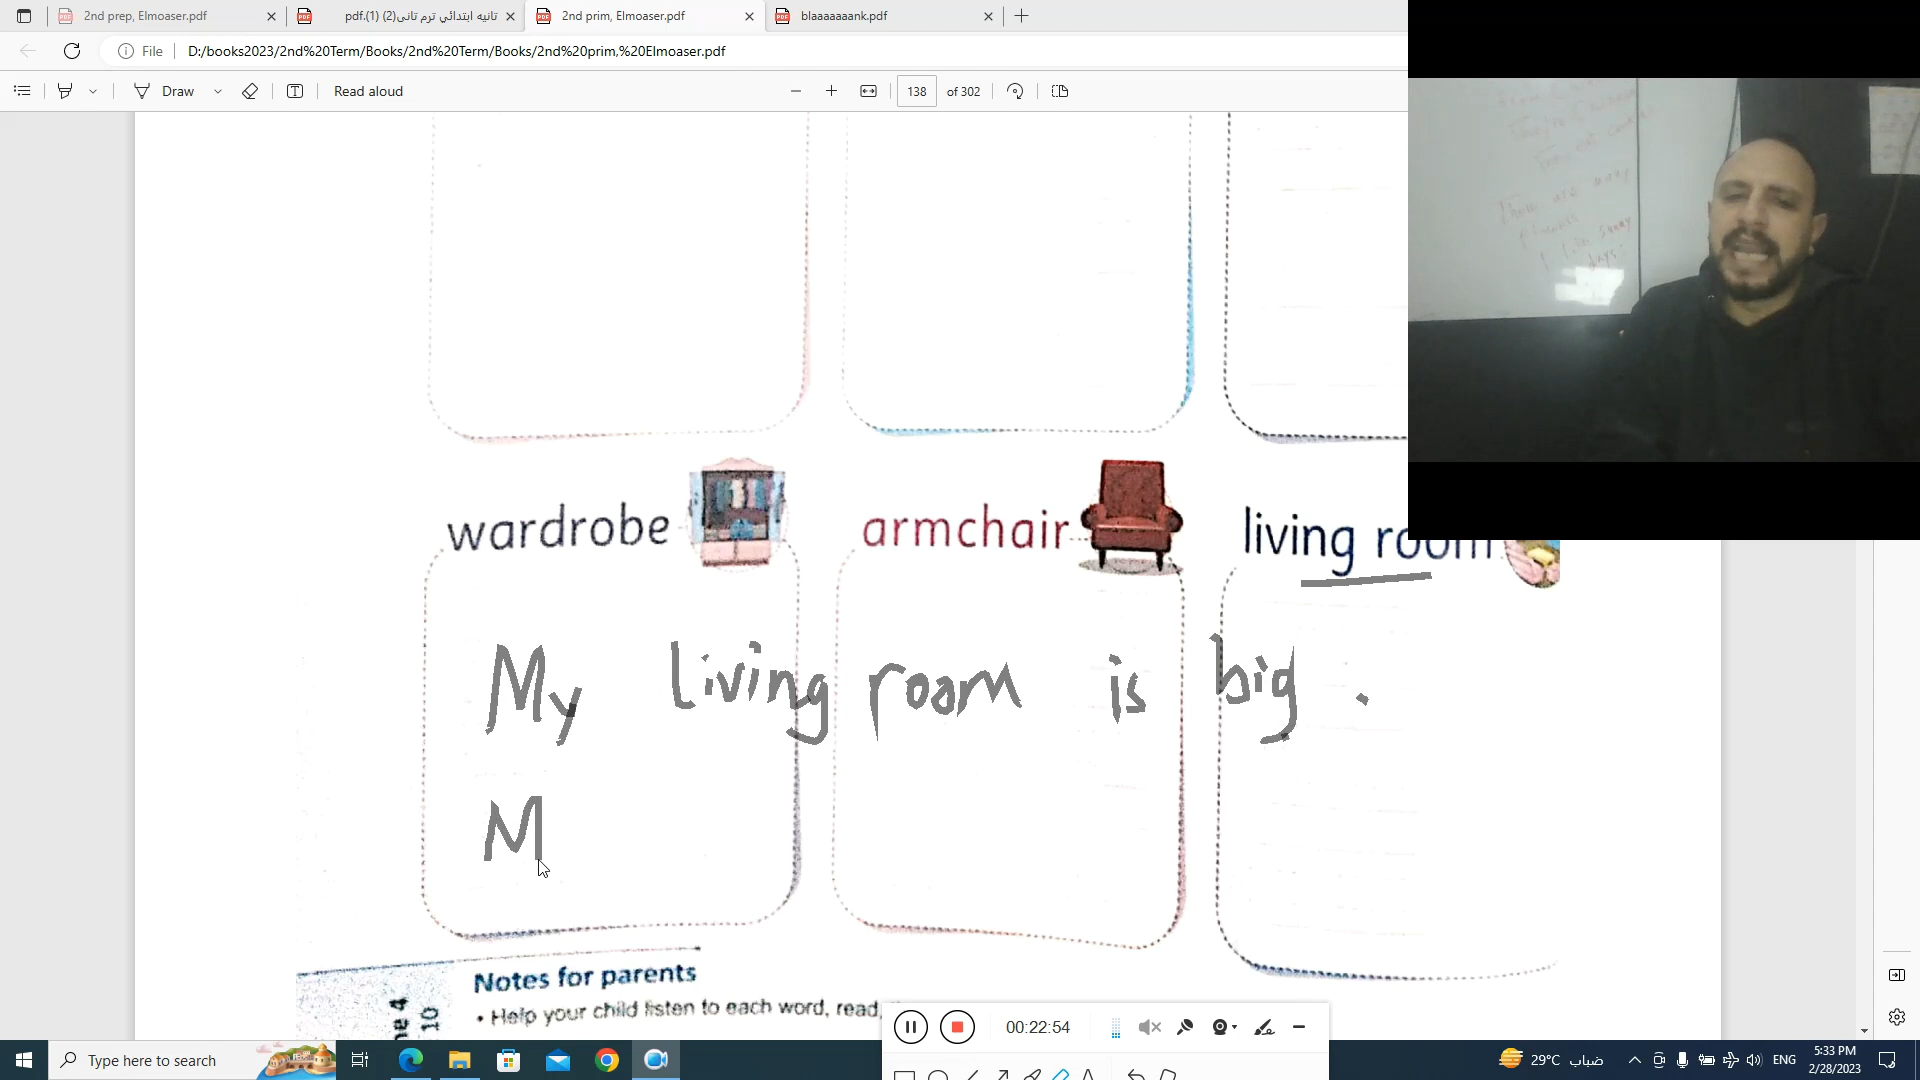 2nd prep, Elmoaser.pdf
تانيه ابتدائي ترم تانى(2) (1).pdf
2nd prim, Elmoaser.pdf
blaaaaaaank.pdf
File D:/books2023/2nd%20Term/Books/2nd%20Term/Books/2nd%20prim,%20Elmoaser.pdf
Draw
Read aloud
138 of 302
wardrobe
armchair
living room
My living room is big .
M
Notes for parents
• Help your child listen to each word, read,
00:22:54
Type here to search
29°C ضباب
ENG
5:33 PM
2/28/2023